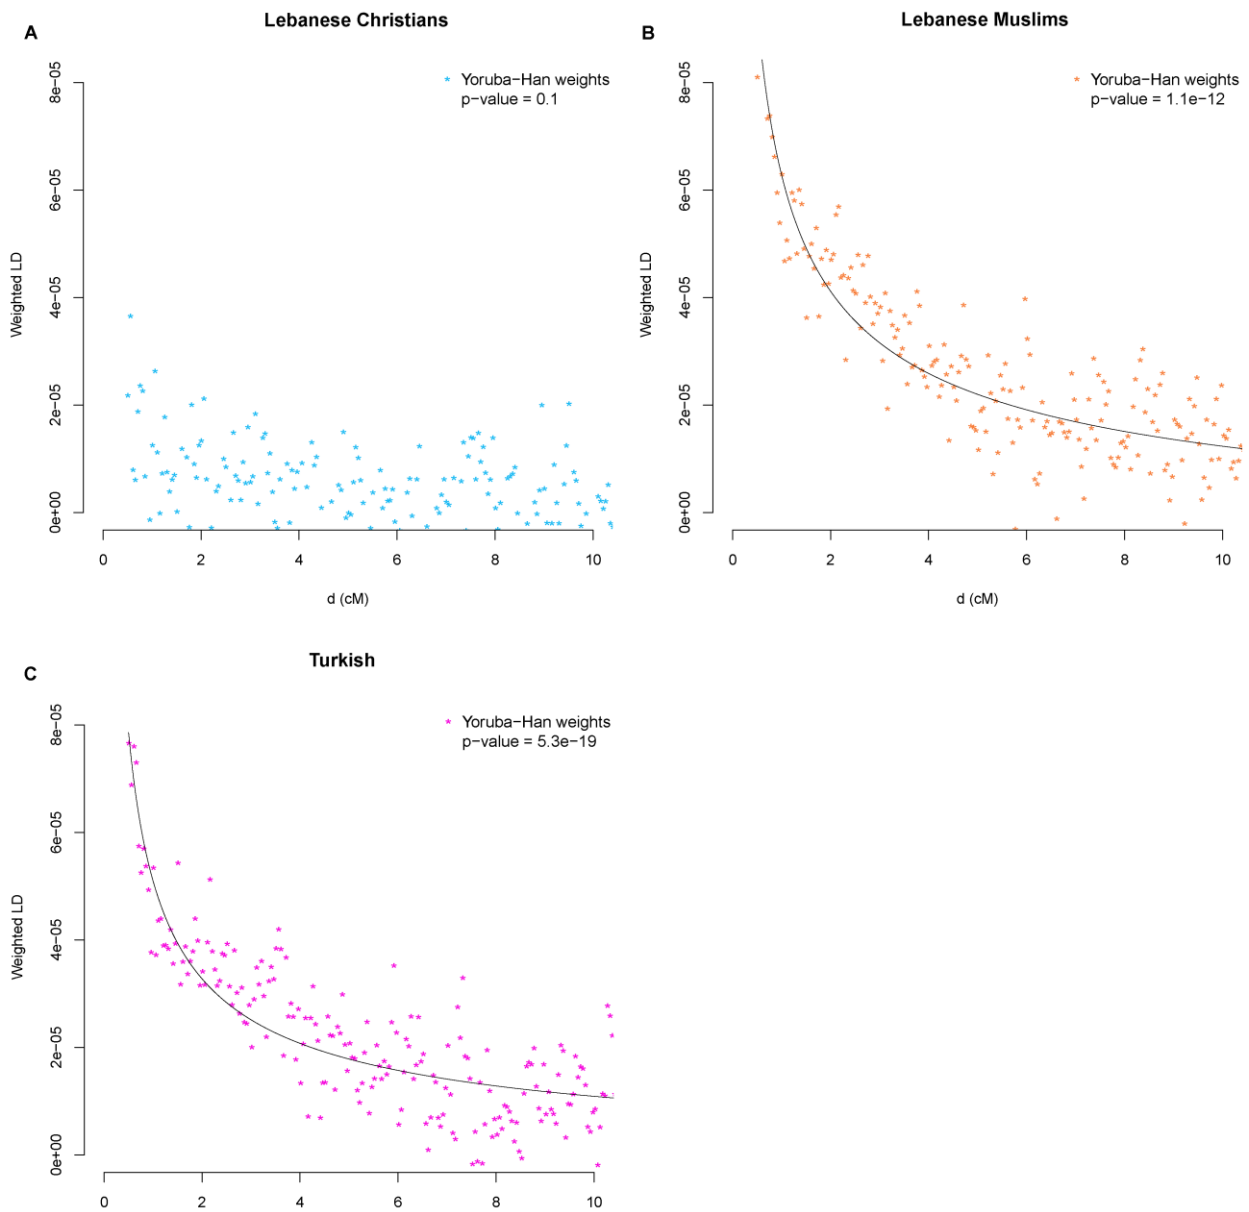 Lebanese Christians
A
8e−05
6e−05
4e−05
2e−05
0e+00
Weighted LD
* Yoruba−Han weights
p−value = 0.1
0 2 4 6 8 10
d (cM)
Lebanese Muslims
B
8e−05
6e−05
4e−05
2e−05
0e+00
Weighted LD
* Yoruba−Han weights
p−value = 1.1e−12
0 2 4 6 8 10
d (cM)
Turkish
C
8e−05
6e−05
4e−05
2e−05
0e+00
Weighted LD
* Yoruba−Han weights
p−value = 5.3e−19
0 2 4 6 8 10